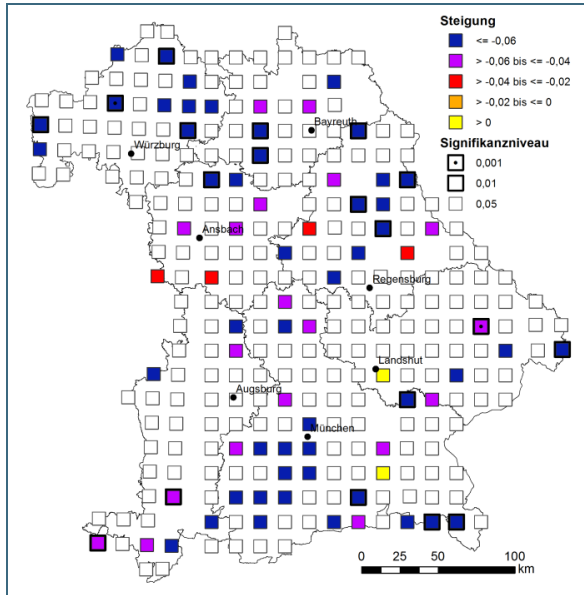 Steigung
<= -0,06
> -0,06 bis <= -0,04
> -0,04 bis <= -0,02
> -0,02 bis <= 0
> 0
Signifikanzniveau
0,001
0,01
0,05
Bayreuth
Würzburg
Ansbach
Regensburg
Landshut
Augsburg
München
0 25 50 100
km